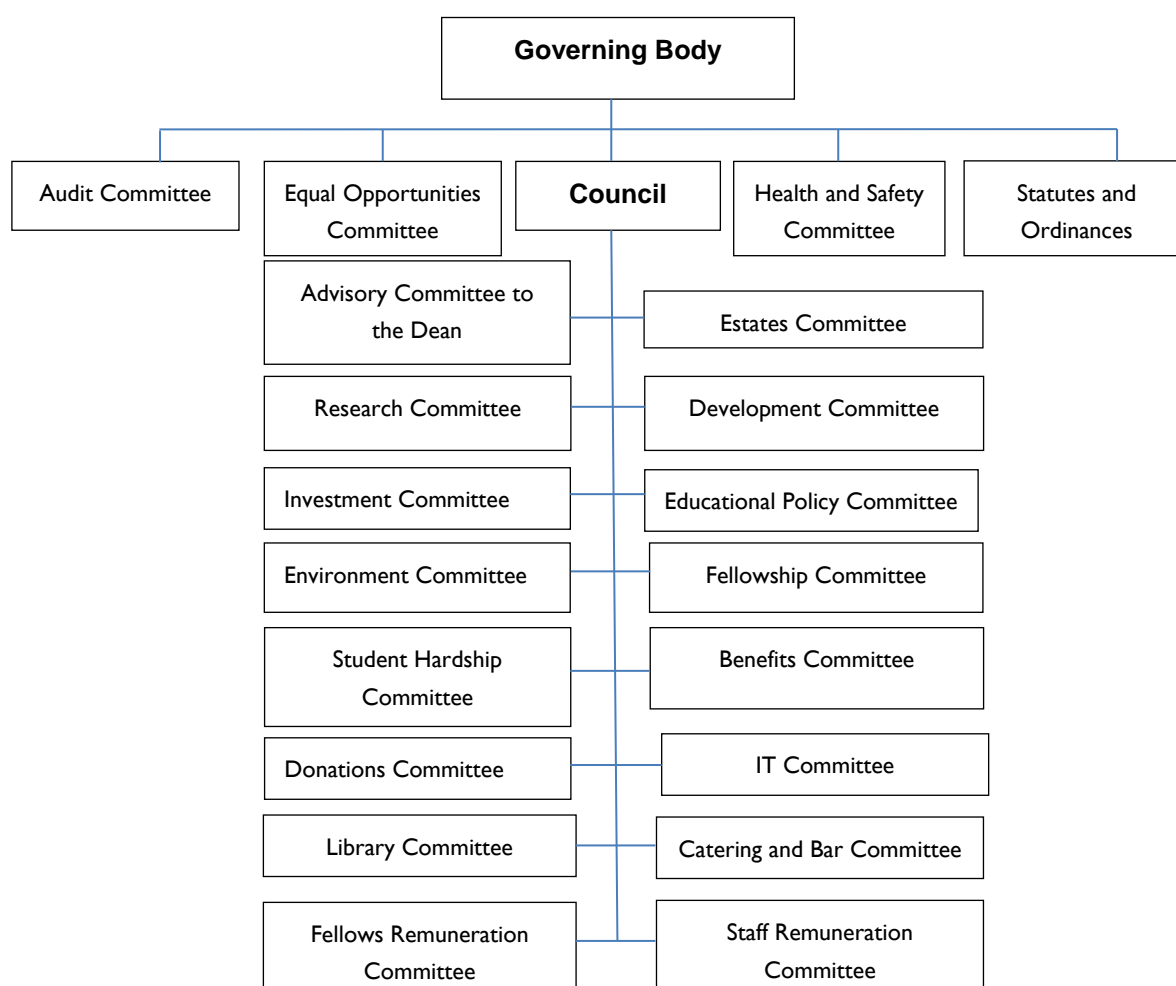 Governing Body
Audit Committee
Equal Opportunities
Committee
Council
Health and Safety
Committee
Statutes and
Ordinances
Advisory Committee to
the Dean
Estates Committee
Research Committee
Development Committee
Investment Committee
Educational Policy Committee
Environment Committee
Fellowship Committee
Student Hardship
Committee
Benefits Committee
Donations Committee
IT Committee
Library Committee
Catering and Bar Committee
Fellows Remuneration
Committee
Staff Remuneration
Committee